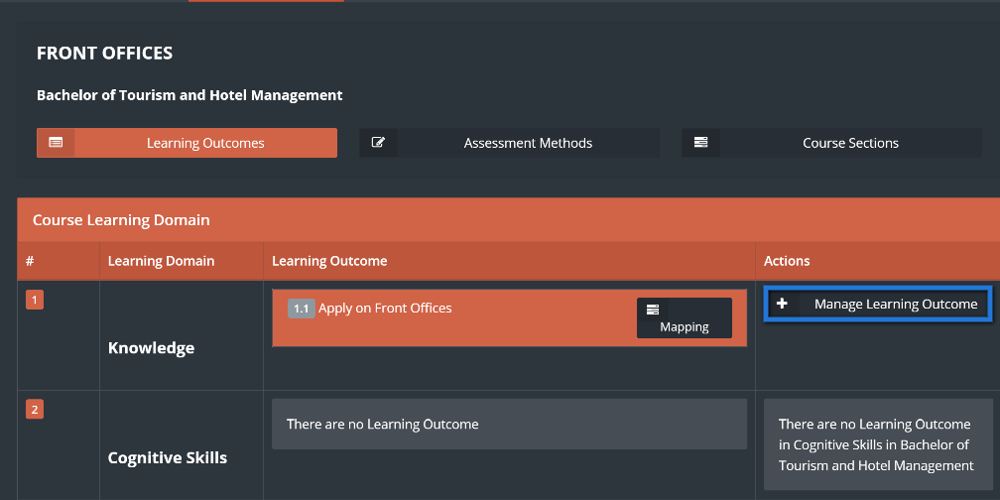 FRONT OFFICES
Bachelor of Tourism and Hotel Management
Learning Outcomes
Assessment Methods
Course Sections
Course Learning Domain
# Learning Domain Learning Outcome Actions
1
Knowledge
1.1 Apply on Front Offices
Mapping
Manage Learning Outcome
2
Cognitive Skills
There are no Learning Outcome
There are no Learning Outcome
in Cognitive Skills in Bachelor of
Tourism and Hotel Management